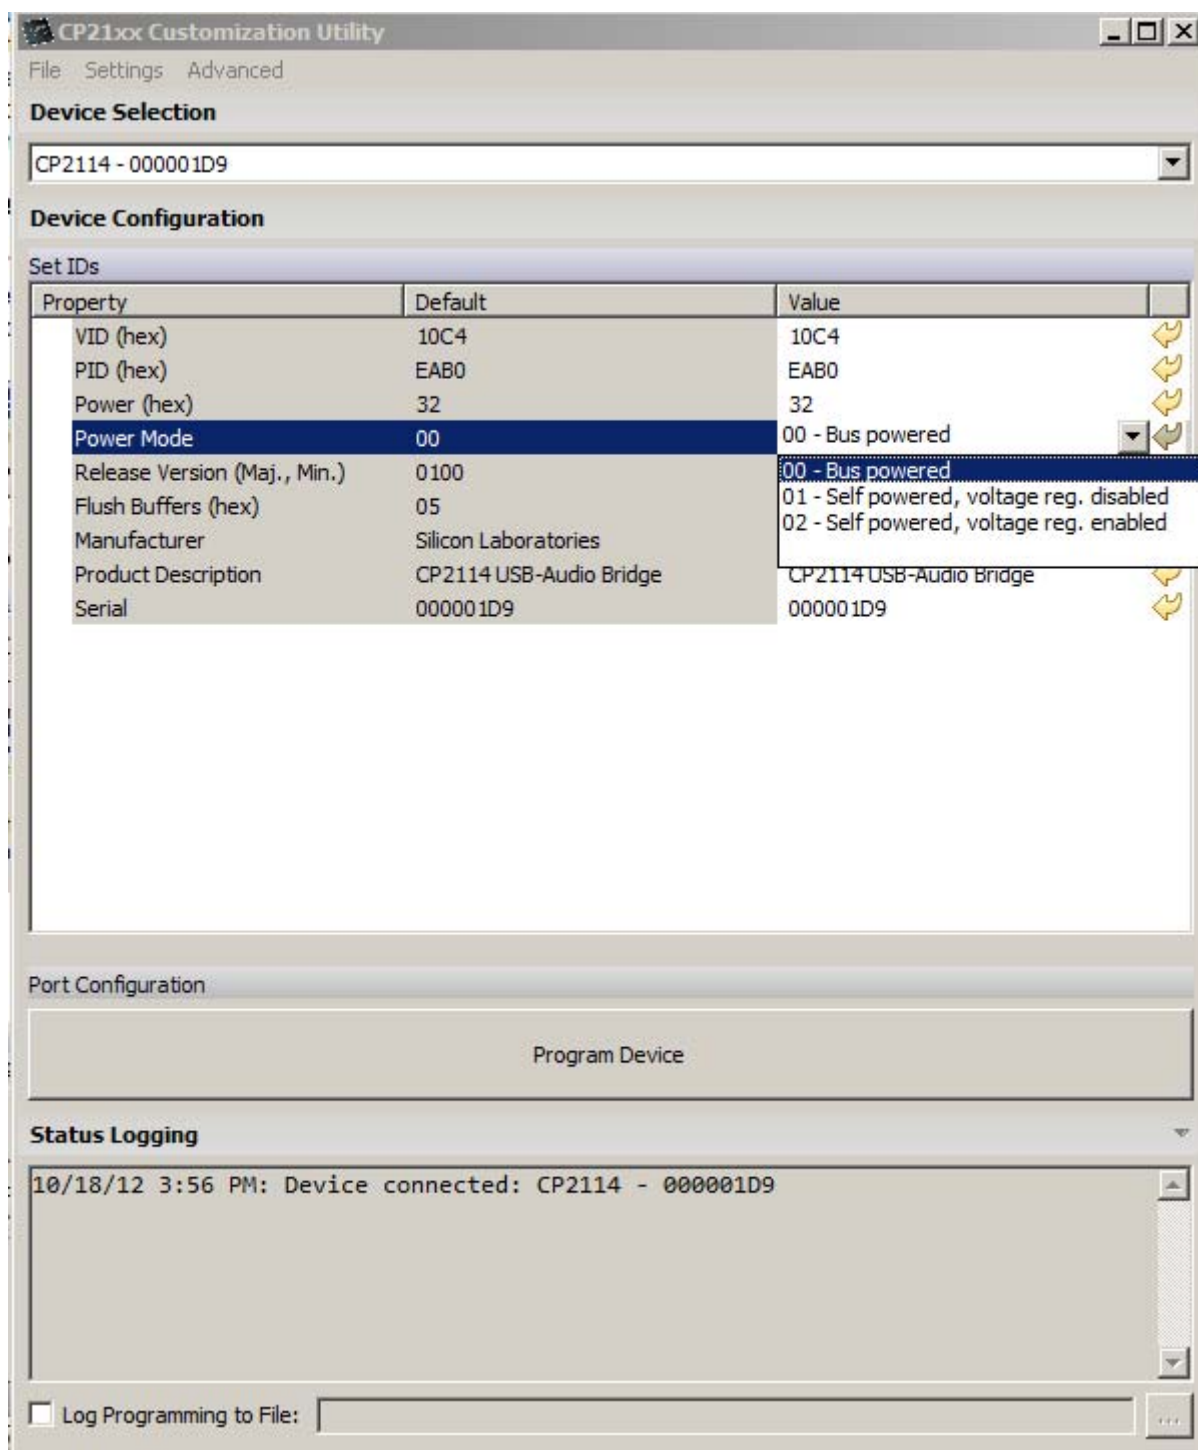 CP21xx Customization Utility
File Settings Advanced
Device Selection
CP2114 - 000001D9
Device Configuration
Set IDs
Property Default Value
VID (hex) 10C4 10C4
PID (hex) EAB0 EAB0
Power (hex) 32 32
Power Mode 00 00 - Bus powered
00 - Bus powered
01 - Self powered, voltage reg. disabled
02 - Self powered, voltage reg. enabled
Release Version (Maj., Min.) 0100
Flush Buffers (hex) 05
Manufacturer Silicon Laboratories
Product Description CP2114 USB-Audio Bridge CP2114 USB-Audio Bridge
Serial 000001D9 000001D9
Port Configuration
Program Device
Status Logging
10/18/12 3:56 PM: Device connected: CP2114 - 000001D9
Log Programming to File:
...